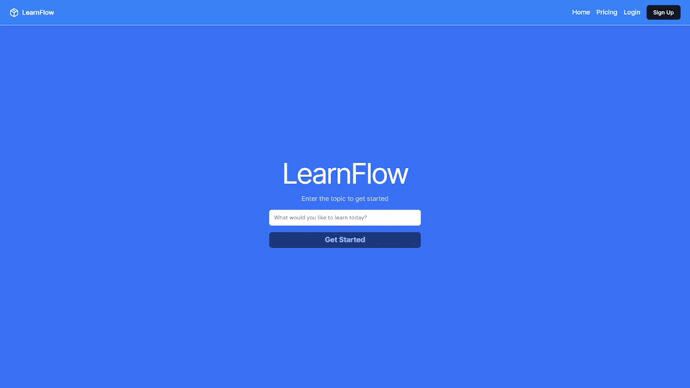 LearnFlow
Home Pricing Login Sign Up
LearnFlow
Enter the topic to get started
What would you like to learn today?
Get Started